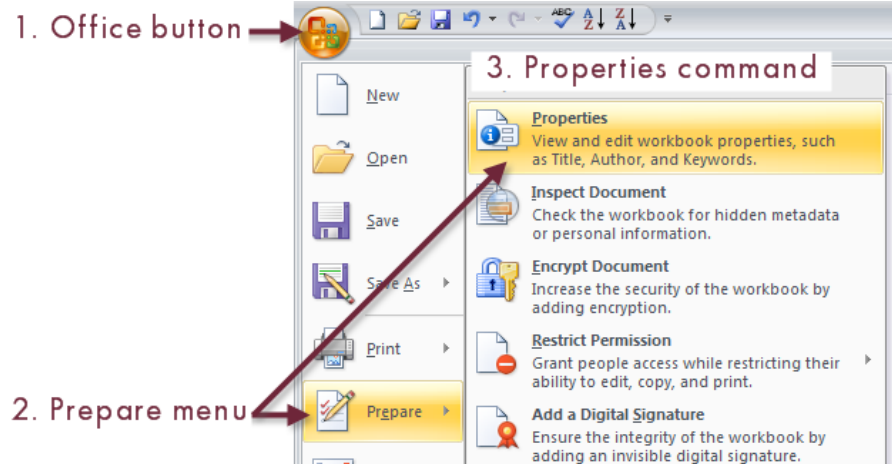 1. Office button
ABC
A
Z
Z
A
3. Properties command
New
Open
Save
Save As
Print
2. Prepare menu
Prepare
Properties
View and edit workbook properties, such
as Title, Author, and Keywords.
Inspect Document
Check the workbook for hidden metadata
or personal information.
Encrypt Document
Increase the security of the workbook by
adding encryption.
Restrict Permission
Grant people access while restricting their
ability to edit, copy, and print.
Add a Digital Signature
Ensure the integrity of the workbook by
adding an invisible digital signature.